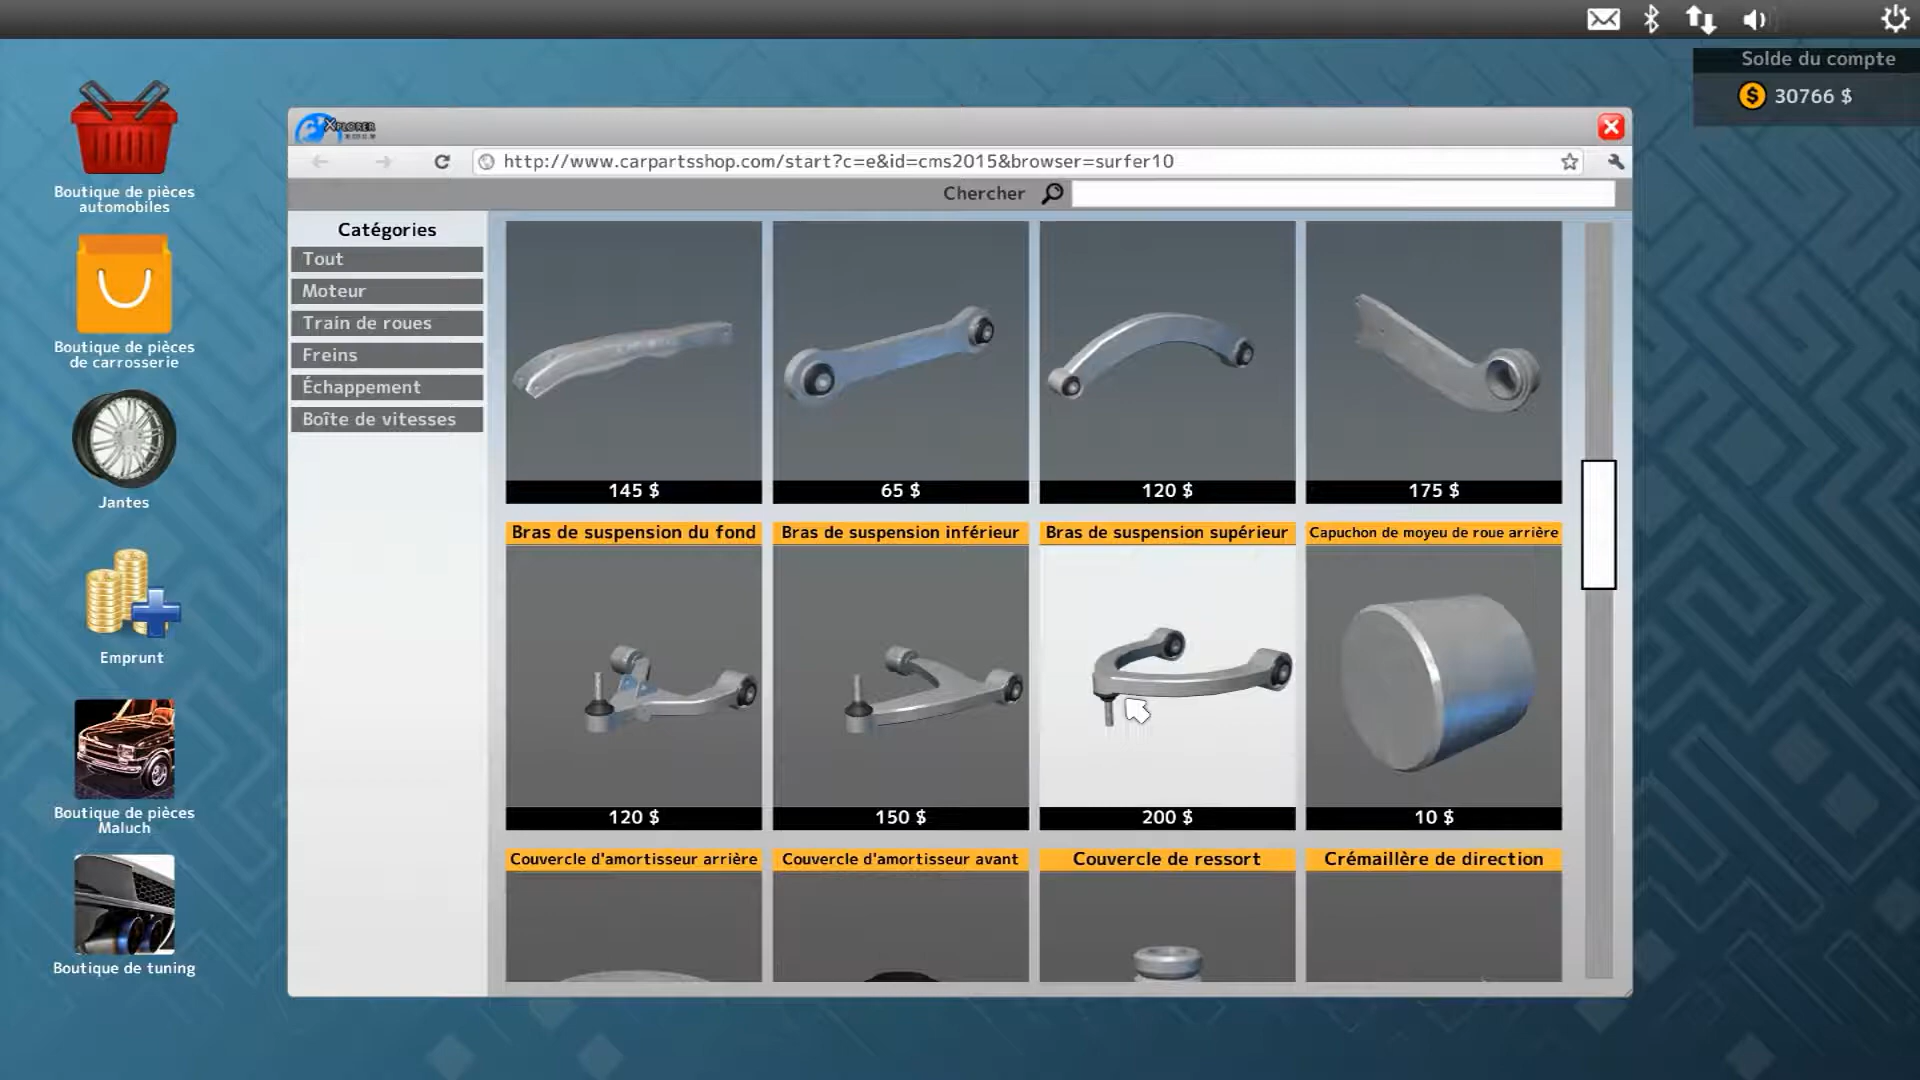 Solde du compte
30766 $
Boutique de pièces
automobiles
Boutique de pièces
de carrosserie
Jantes
Emprunt
Boutique de pièces
Maluch
Boutique de tuning
XPLORER
http://www.carpartsshop.com/start?c=e&id=cms2015&browser=surfer10
Chercher
Catégories
Tout
Moteur
Train de roues
Freins
Échappement
Boîte de vitesses
145 $
65 $
120 $
175 $
Bras de suspension du fond
Bras de suspension inférieur
Bras de suspension supérieur
Capuchon de moyeu de roue arrière
120 $
150 $
200 $
10 $
Couvercle d'amortisseur arrière
Couvercle d'amortisseur avant
Couvercle de ressort
Crémaillère de direction